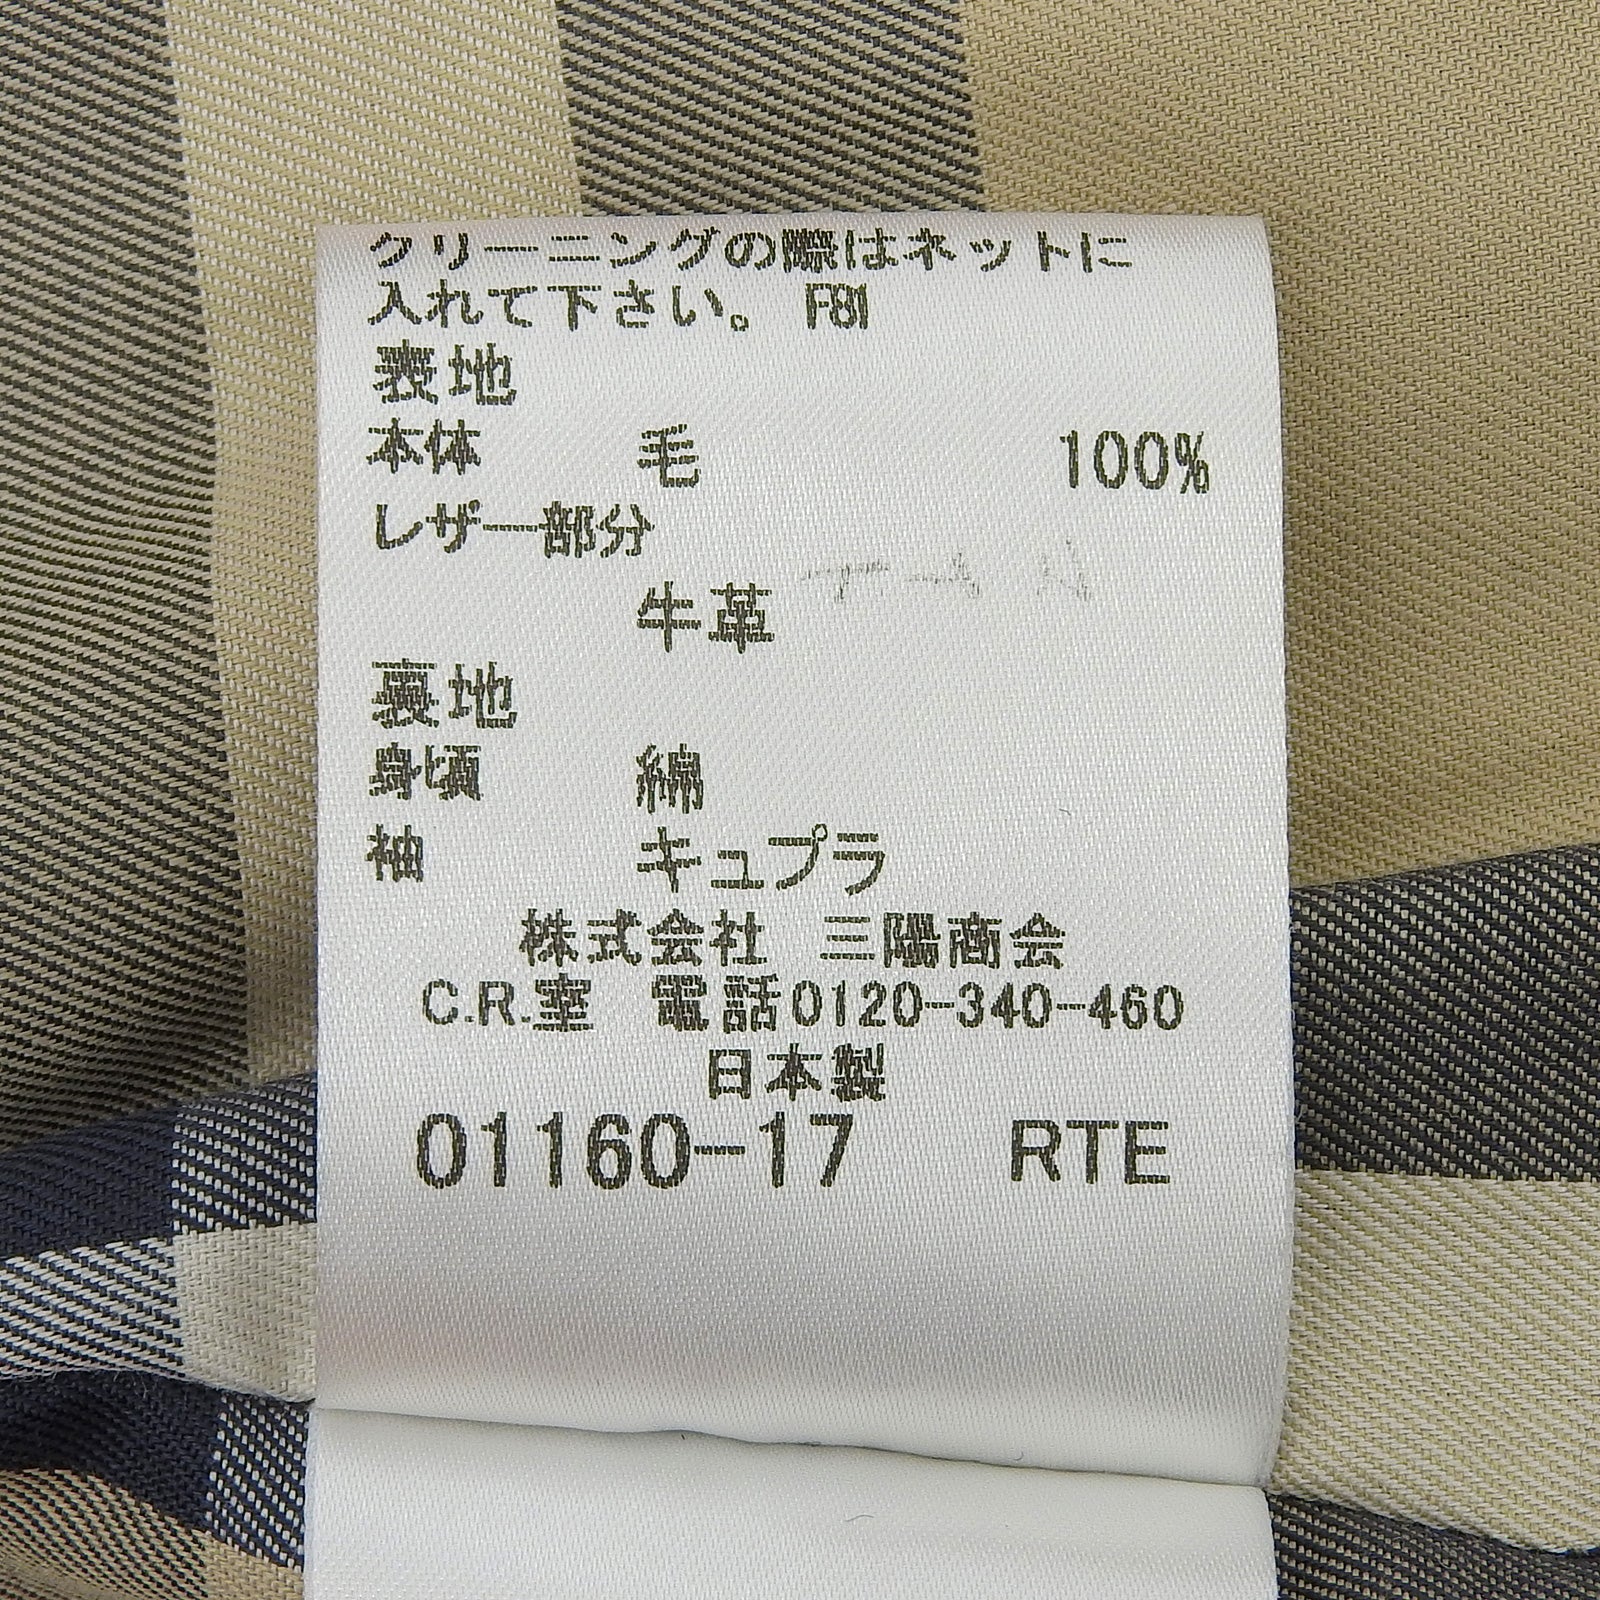 クリーニングの際はネットに
入れて下さい。 F81
表地
本体 毛 100%
レザー部分
牛革
裏地
身頃 綿
袖 キュプラ
株式会社 三陽商会
C.R.室 電話0120-340-460
日本製
01160-17 RTE